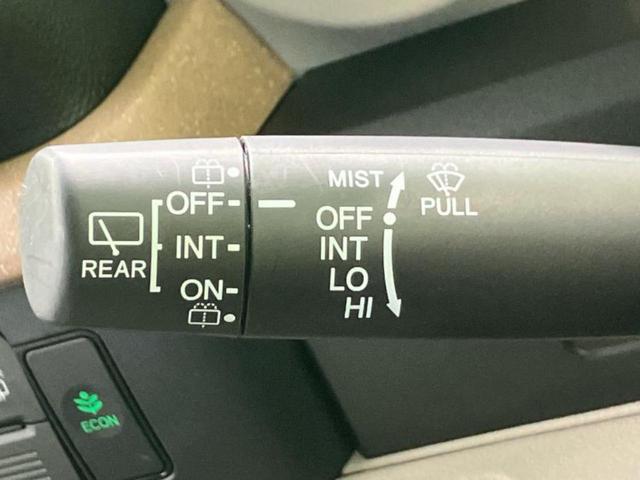 REAR
OFF
INT
ON
MIST
OFF
INT
LO
HI
PULL
ECON